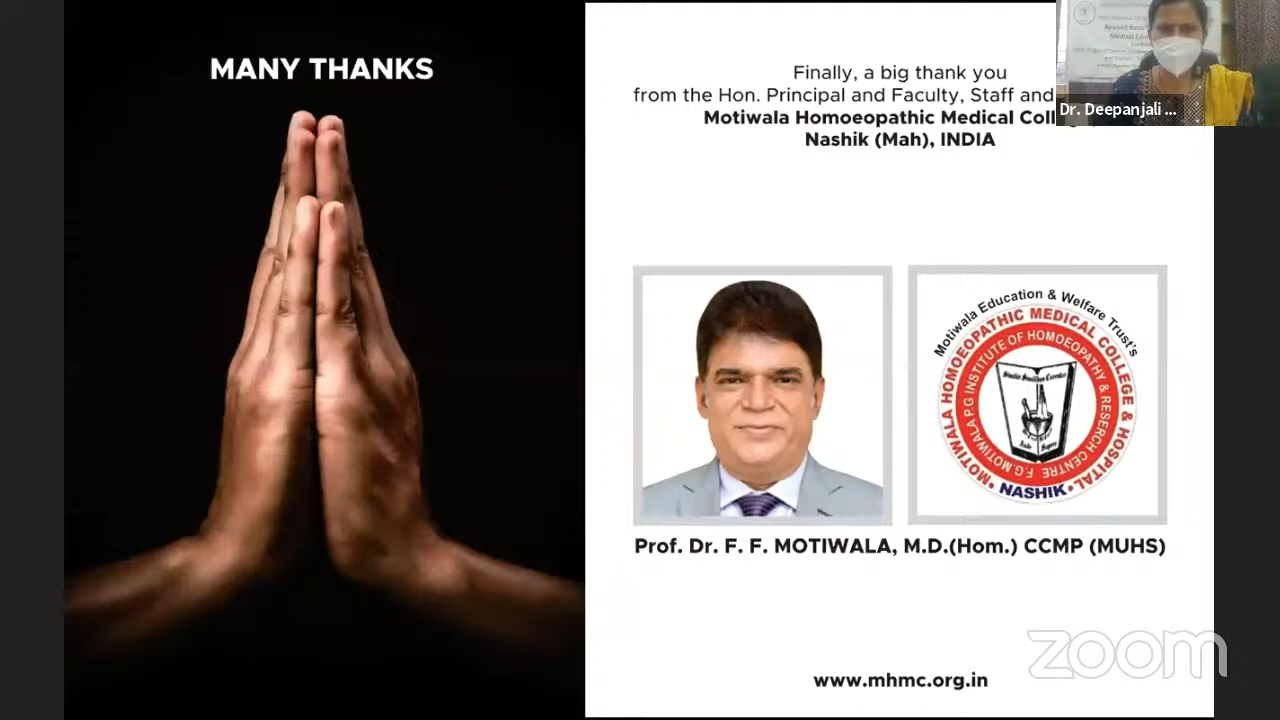 MANY THANKS
Finally, a big thank you
from the Hon. Principal and Faculty, Staff and
Motiwala Homoeopathic Medical Coll
Nashik (Mah), INDIA
Dr. Deepanjali ...
Motiwala Education & Welfare Trust's
MOTIWALA HOMOEOPATHIC MEDICAL COLLEGE & HOSPITAL
F.G. MOTIWALA P.G INSTITUTE OF HOMOEOPATHY & RESERCH CENTRE
NASHIK
Prof. Dr. F. F. MOTIWALA, M.D.(Hom.) CCMP (MUHS)
www.mhmc.org.in
zoom